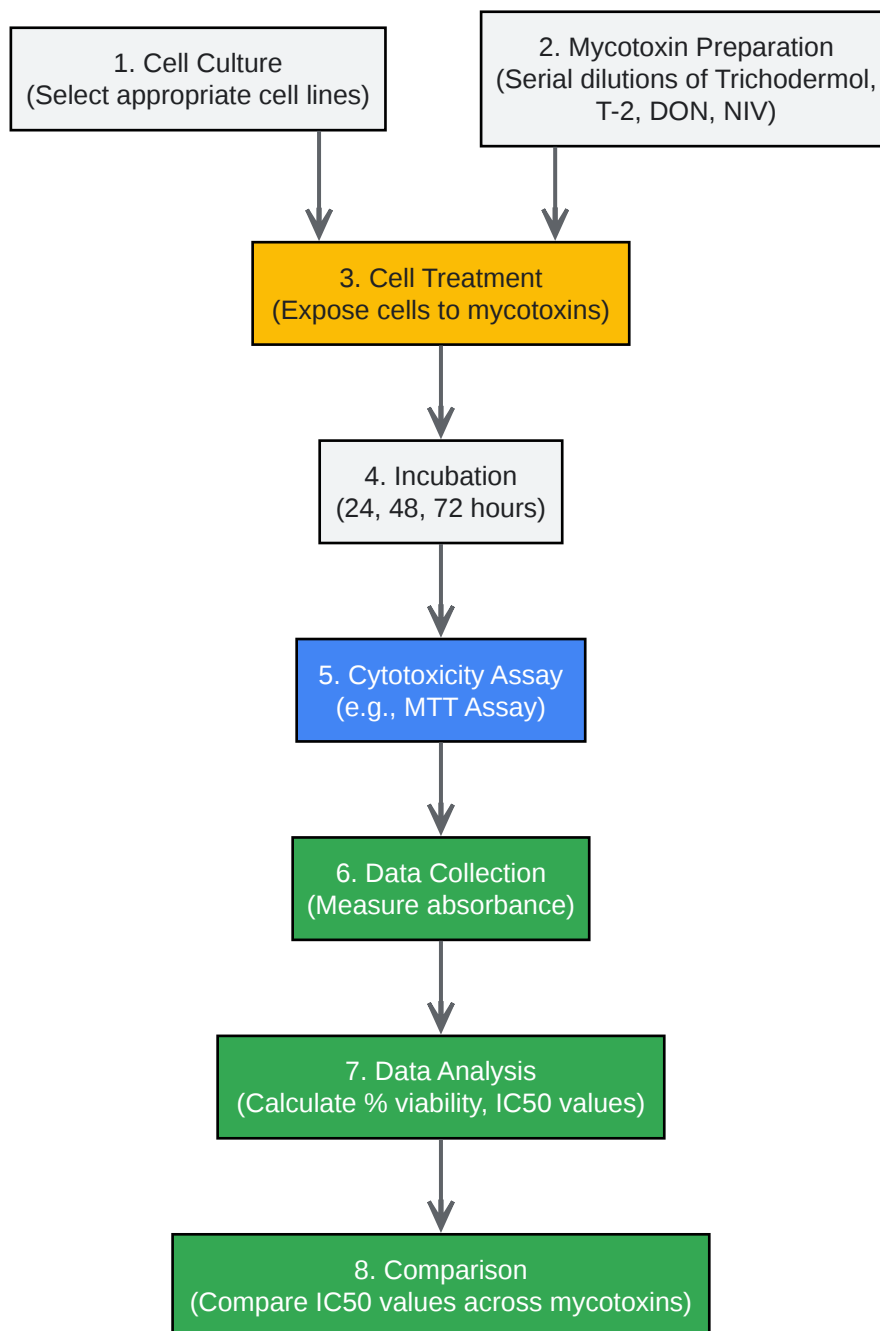 1. Cell Culture
(Select appropriate cell lines)
2. Mycotoxin Preparation
(Serial dilutions of Trichodermol,
T-2, DON, NIV)
3. Cell Treatment
(Expose cells to mycotoxins)
4. Incubation
(24, 48, 72 hours)
5. Cytotoxicity Assay
(e.g., MTT Assay)
6. Data Collection
(Measure absorbance)
7. Data Analysis
(Calculate % viability, IC50 values)
8. Comparison
(Compare IC50 values across mycotoxins)